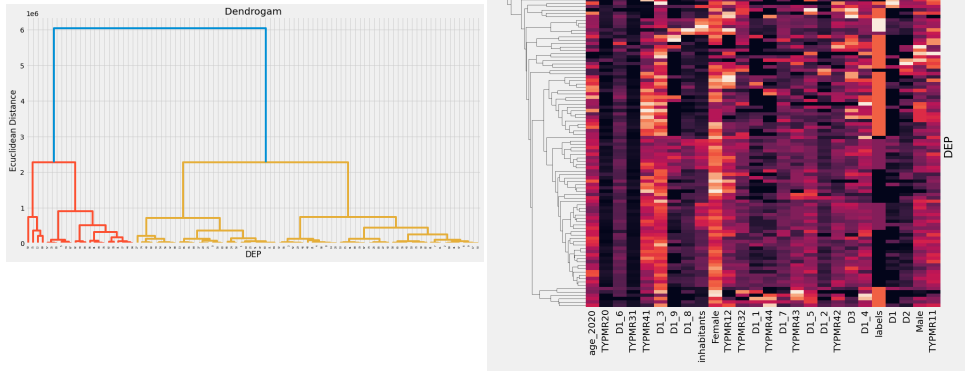 Dendrogam
1e6
6
5
4
3
2
1
0
Ecuclidean Distance
DEP
DEP
age_2020
TYPMR20
D1_6
TYPMR31
TYPMR41
D1_3
D1_9
D1_8
inhabitants
Female
TYPMR12
TYPMR32
D1_1
TYPMR44
D1_7
TYPMR43
D1_5
D1_2
TYPMR42
D3
D1_4
labels
D1
D2
Male
TYPMR11